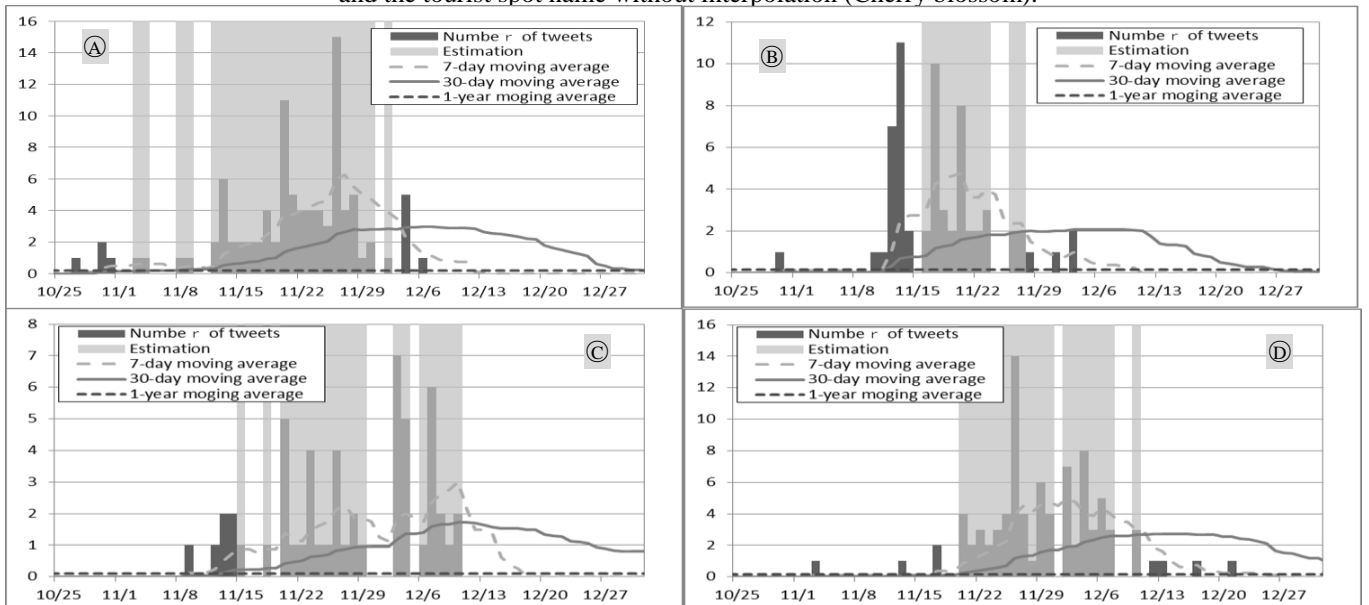 and the tourist spot name without interpolation (Cherry blossom).
16
14
12
10
8
6
4
2
0
Ⓐ
Numbe r of tweets
Estimation
7-day moving average
30-day moving average
1-year moging average
10/25 11/1 11/8 11/15 11/22 11/29 12/6 12/13 12/20 12/27
12
10
8
6
4
2
0
Ⓑ
Numbe r of tweets
Estimation
7-day moving average
30-day moving average
1-year moging average
10/25 11/1 11/8 11/15 11/22 11/29 12/6 12/13 12/20 12/27
8
7
6
5
4
3
2
1
0
Numbe r of tweets
Estimation
7-day moving average
30-day moving average
1-year moging average
Ⓒ
10/25 11/1 11/8 11/15 11/22 11/29 12/6 12/13 12/20 12/27
16
14
12
10
8
6
4
2
0
Numbe r of tweets
Estimation
7-day moving average
30-day moving average
1-year moging average
Ⓓ
10/25 11/1 11/8 11/15 11/22 11/29 12/6 12/13 12/20 12/27